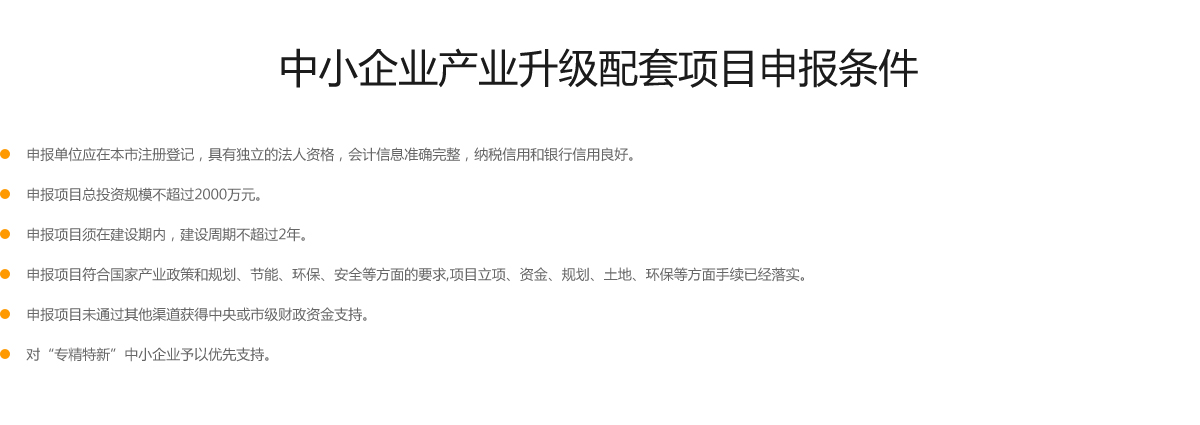 中小企业产业升级配套项目申报条件
申报单位应在本市注册登记，具有独立的法人资格，会计信息准确完整，纳税信用和银行信用良好。
申报项目总投资规模不超过2000万元。
申报项目须在建设期内，建设周期不超过2年。
申报项目符合国家产业政策和规划、节能、环保、安全等方面的要求,项目立项、资金、规划、土地、环保等方面手续已经落实。
申报项目未通过其他渠道获得中央或市级财政资金支持。
对“专精特新”中小企业予以优先支持。